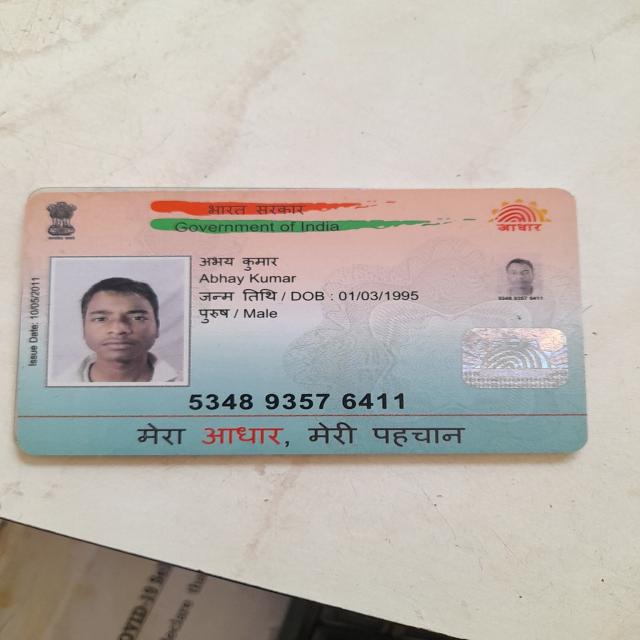 भारत सरकार
Government of India
आधार
Issue Date: 10/05/2011
अभय कुमार
Abhay Kumar
जन्म तिथि / DOB : 01/03/1995
पुरुष / Male
5348 9357 6411
5348 9357 6411
मेरा आधार, मेरी पहचान